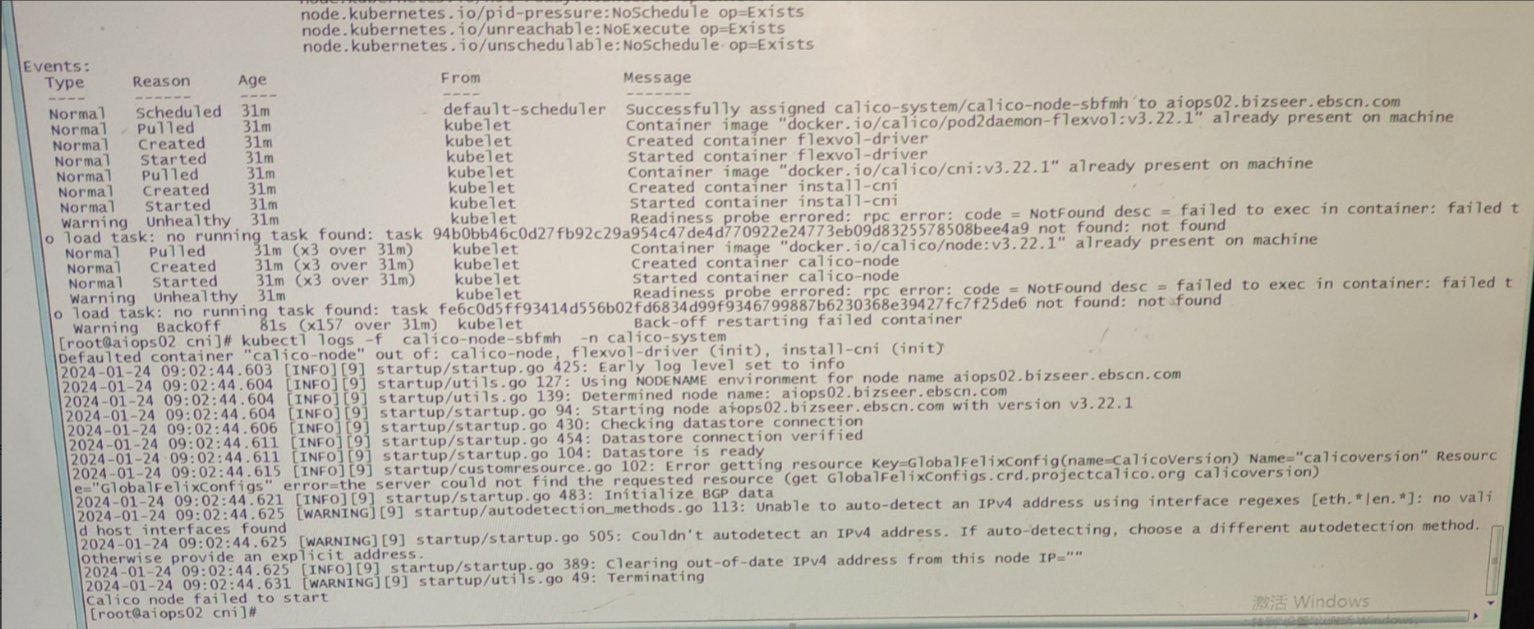 node.kubernetes.io/pid-pressure:NoSchedule op=Exists
node.kubernetes.io/unreachable:NoExecute op=Exists
node.kubernetes.io/unschedulable:NoSchedule op=Exists
Events:
Type Reason Age From Message
---- ------ ---- ---- -------
Normal Scheduled 31m default-scheduler Successfully assigned calico-system/calico-node-sbfmh to aiops02.bizseer.ebscn.com
Normal Pulled 31m kubelet Container image "docker.io/calico/pod2daemon-flexvol:v3.22.1" already present on machine
Normal Created 31m kubelet Created container flexvol-driver
Normal Started 31m kubelet Started container flexvol-driver
Normal Pulled 31m kubelet Container image "docker.io/calico/cni:v3.22.1" already present on machine
Normal Created 31m kubelet Created container install-cni
Normal Started 31m kubelet Started container install-cni
Warning Unhealthy 31m kubelet Readiness probe errored: rpc error: code = NotFound desc = failed to exec in container: failed t
o load task: no running task found: task 94b0bb46c0d27fb92c29a954c47de4d770922e24773eb09d8325578508bee4a9 not found: not found
Normal Pulled 31m (x3 over 31m) kubelet Container image "docker.io/calico/node:v3.22.1" already present on machine
Normal Created 31m (x3 over 31m) kubelet Created container calico-node
Normal Started 31m (x3 over 31m) kubelet Started container calico-node
Warning Unhealthy 31m kubelet Readiness probe errored: rpc error: code = NotFound desc = failed to exec in container: failed t
o load task: no running task found: task fe6c0d5ff93414d556b02fd6834d99f9346799887b6230368e39427fc7f25de6 not found: not found
Warning Backoff 81s (x157 over 31m) kubelet Back-off restarting failed container
[root@aiops02 cni]# kubectl logs -f calico-node-sbfmh -n calico-system
Defaulted container "calico-node" out of: calico-node, flexvol-driver (init), install-cni (init)
2024-01-24 09:02:44.603 [INFO][9] startup/startup.go 425: Early log level set to info
2024-01-24 09:02:44.604 [INFO][9] startup/utils.go 127: Using NODENAME environment for node name aiops02.bizseer.ebscn.com
2024-01-24 09:02:44.604 [INFO][9] startup/utils.go 139: Determined node name: aiops02.bizseer.ebscn.com
2024-01-24 09:02:44.604 [INFO][9] startup/startup.go 94: Starting node aiops02.bizseer.ebscn.com with version v3.22.1
2024-01-24 09:02:44.606 [INFO][9] startup/startup.go 430: Checking datastore connection
2024-01-24 09:02:44.611 [INFO][9] startup/startup.go 454: Datastore connection verified
2024-01-24 09:02:44.611 [INFO][9] startup/startup.go 104: Datastore is ready
2024-01-24 09:02:44.615 [INFO][9] startup/customresource.go 102: Error getting resource Key=GlobalFelixConfig(name=CalicoVersion) Name="calicoversion" Resourc
e="GlobalFelixConfigs" error=the server could not find the requested resource (get GlobalFelixConfigs.crd.projectcalico.org calicoversion)
2024-01-24 09:02:44.621 [INFO][9] startup/startup.go 483: Initialize BGP data
2024-01-24 09:02:44.625 [WARNING][9] startup/autodetection_methods.go 113: Unable to auto-detect an IPv4 address using interface regexes [eth.*|en.*]: no vali
d host interfaces found
2024-01-24 09:02:44.625 [WARNING][9] startup/startup.go 505: Couldn't autodetect an IPv4 address. If auto-detecting, choose a different autodetection method.
Otherwise provide an explicit address.
2024-01-24 09:02:44.625 [INFO][9] startup/startup.go 389: Clearing out-of-date IPv4 address from this node IP=""
2024-01-24 09:02:44.631 [WARNING][9] startup/utils.go 49: Terminating
Calico node failed to start
[root@aiops02 cni]#
激活 Windows